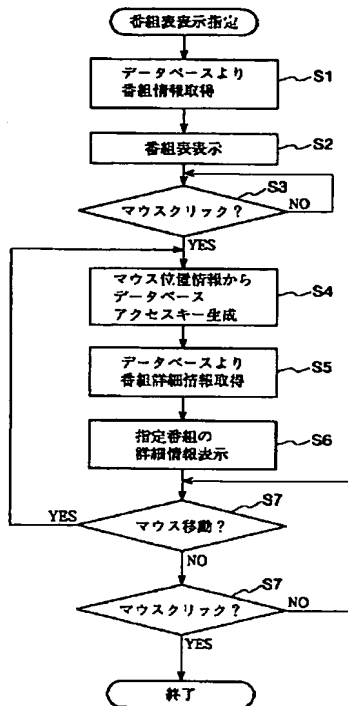 番組表表示指定
データベースより
番組情報取得
S1
番組表表示
S2
S3
マウスクリック?
NO
YES
マウス位置情報から
データベース
アクセスキー生成
S4
データベースより
番組詳細情報取得
S5
指定番組の
詳細情報表示
S6
S7
マウス移動?
YES
NO
S7
マウスクリック?
NO
YES
終了